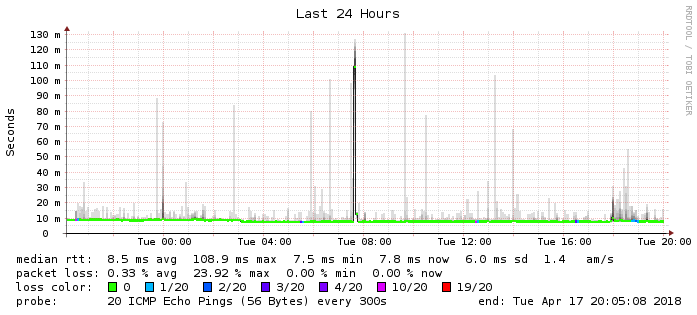 Last 24 Hours
RRDTOOL / TOBI OETIKER
Seconds
130 m
120 m
110 m
100 m
90 m
80 m
70 m
60 m
50 m
40 m
30 m
20 m
10 m
0
Tue 00:00 Tue 04:00 Tue 08:00 Tue 12:00 Tue 16:00 Tue 20:00
median rtt: 8.5 ms avg 108.9 ms max 7.5 ms min 7.8 ms now 6.0 ms sd 1.4 am/s
packet loss: 0.33 % avg 23.92 % max 0.00 % min 0.00 % now
loss color: 0 1/20 2/20 3/20 4/20 10/20 19/20
probe: 20 ICMP Echo Pings (56 Bytes) every 300s end: Tue Apr 17 20:05:08 2018